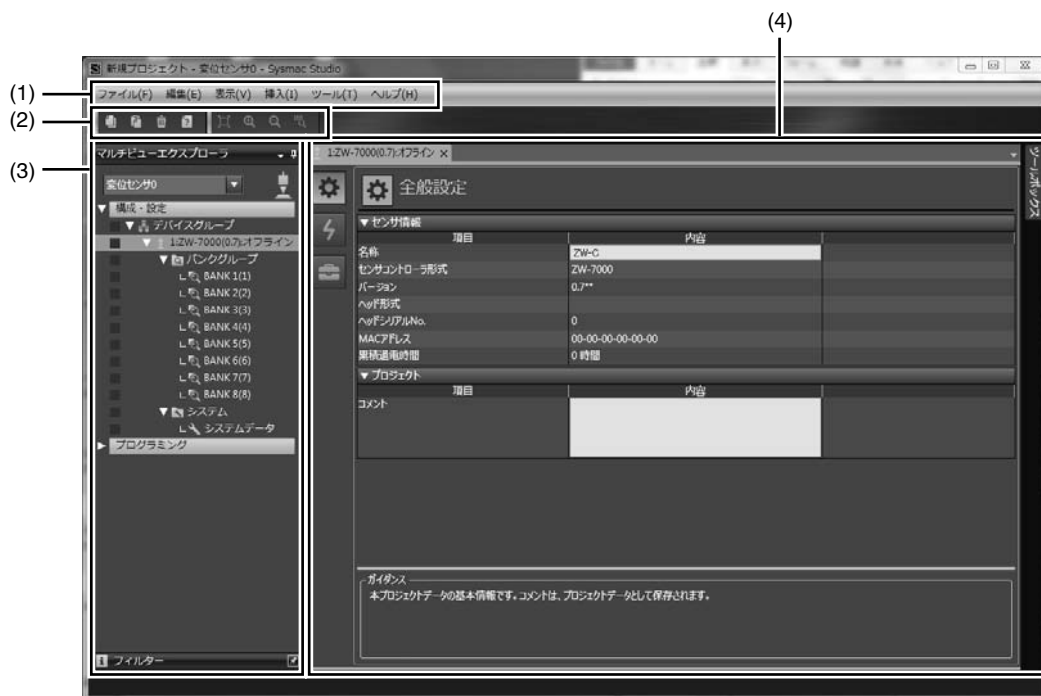 (4)
新規プロジェクト - 変位センサ0 - Sysmac Studio
(1)
ファイル(F) 編集(E) 表示(V) 挿入(I) ツール(T) ヘルプ(H)
(2)
(3)
マルチビューエクスプローラ
変位センサ0
▼ 構成・設定
▼ デバイスグループ
▼ 1:ZW-7000(0.7):オフライン
▼ バンクグループ
BANK 1(1)
BANK 2(2)
BANK 3(3)
BANK 4(4)
BANK 5(5)
BANK 6(6)
BANK 7(7)
BANK 8(8)
▼ システム
システムデータ
▶ プログラミング
フィルター
1:ZW-7000(0.7):オフライン ×
全般設定
▼ センサ情報
項目 内容
名称 ZW-C
センサコントローラ形式 ZW-7000
バージョン 0.7**
ヘッド形式
ヘッドシリアルNo. 0
MACアドレス 00-00-00-00-00-00
累積通電時間 0 時間
▼ プロジェクト
項目 内容
コメント
ガイダンス
本プロジェクトデータの基本情報です。コメントは、プロジェクトデータとして保存されます。
ツールボックス